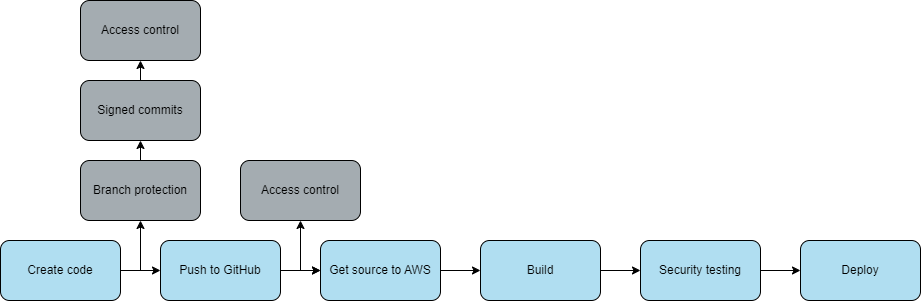 Access control
Signed commits
Branch protection
Access control
Create code
Push to GitHub
Get source to AWS
Build
Security testing
Deploy